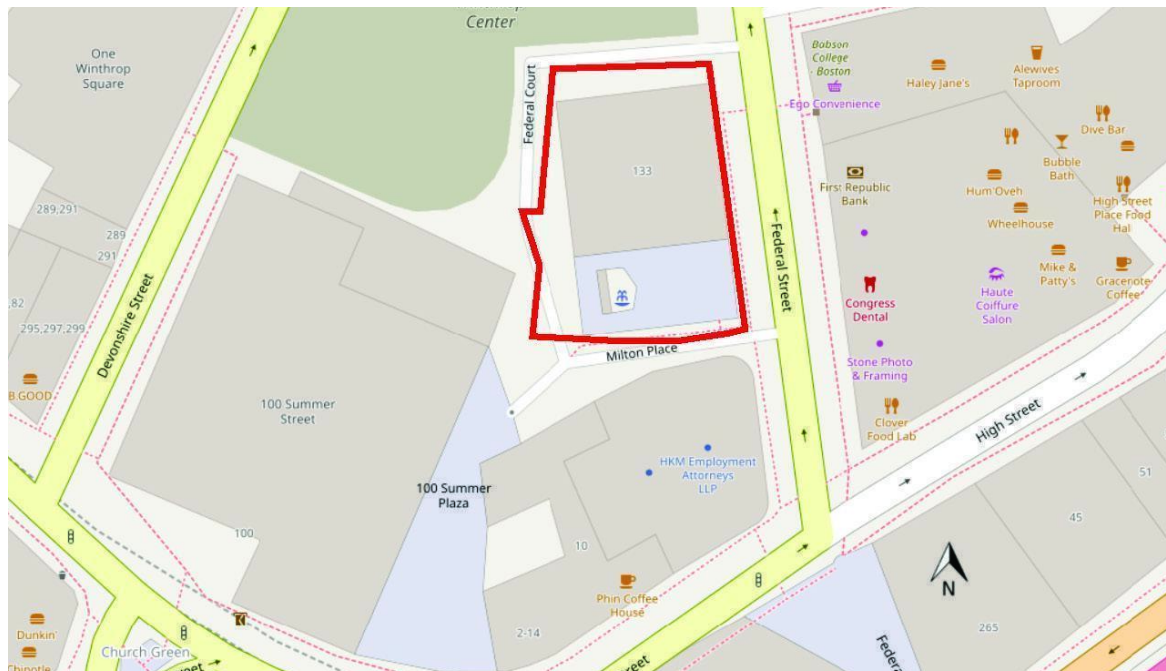 Center
One
Winthrop
Square
Federal Court
Babson
College
- Boston
Ego Convenience
Haley Jane's
Alewives
Taproom
Dive Bar
Bubble
Bath
133
First Republic
Bank
Hum'Oveh
Wheelhouse
High Street
Place Food
Hal
289,291
289
291
Federal Street
Mike &
Patty's
Gracenote
Coffee
Haute
Coiffure
Salon
Congress
Dental
,82
295,297,299
Devonshire Street
Milton Place
Stone Photo
& Framing
B.GOOD
100 Summer
Street
Clover
Food Lab
High Street
HKM Employment
Attorneys
LLP
51
100 Summer
Plaza
45
100
10
N
Phin Coffee
House
Dunkin'
2-14
265
Church Green
Chipotle